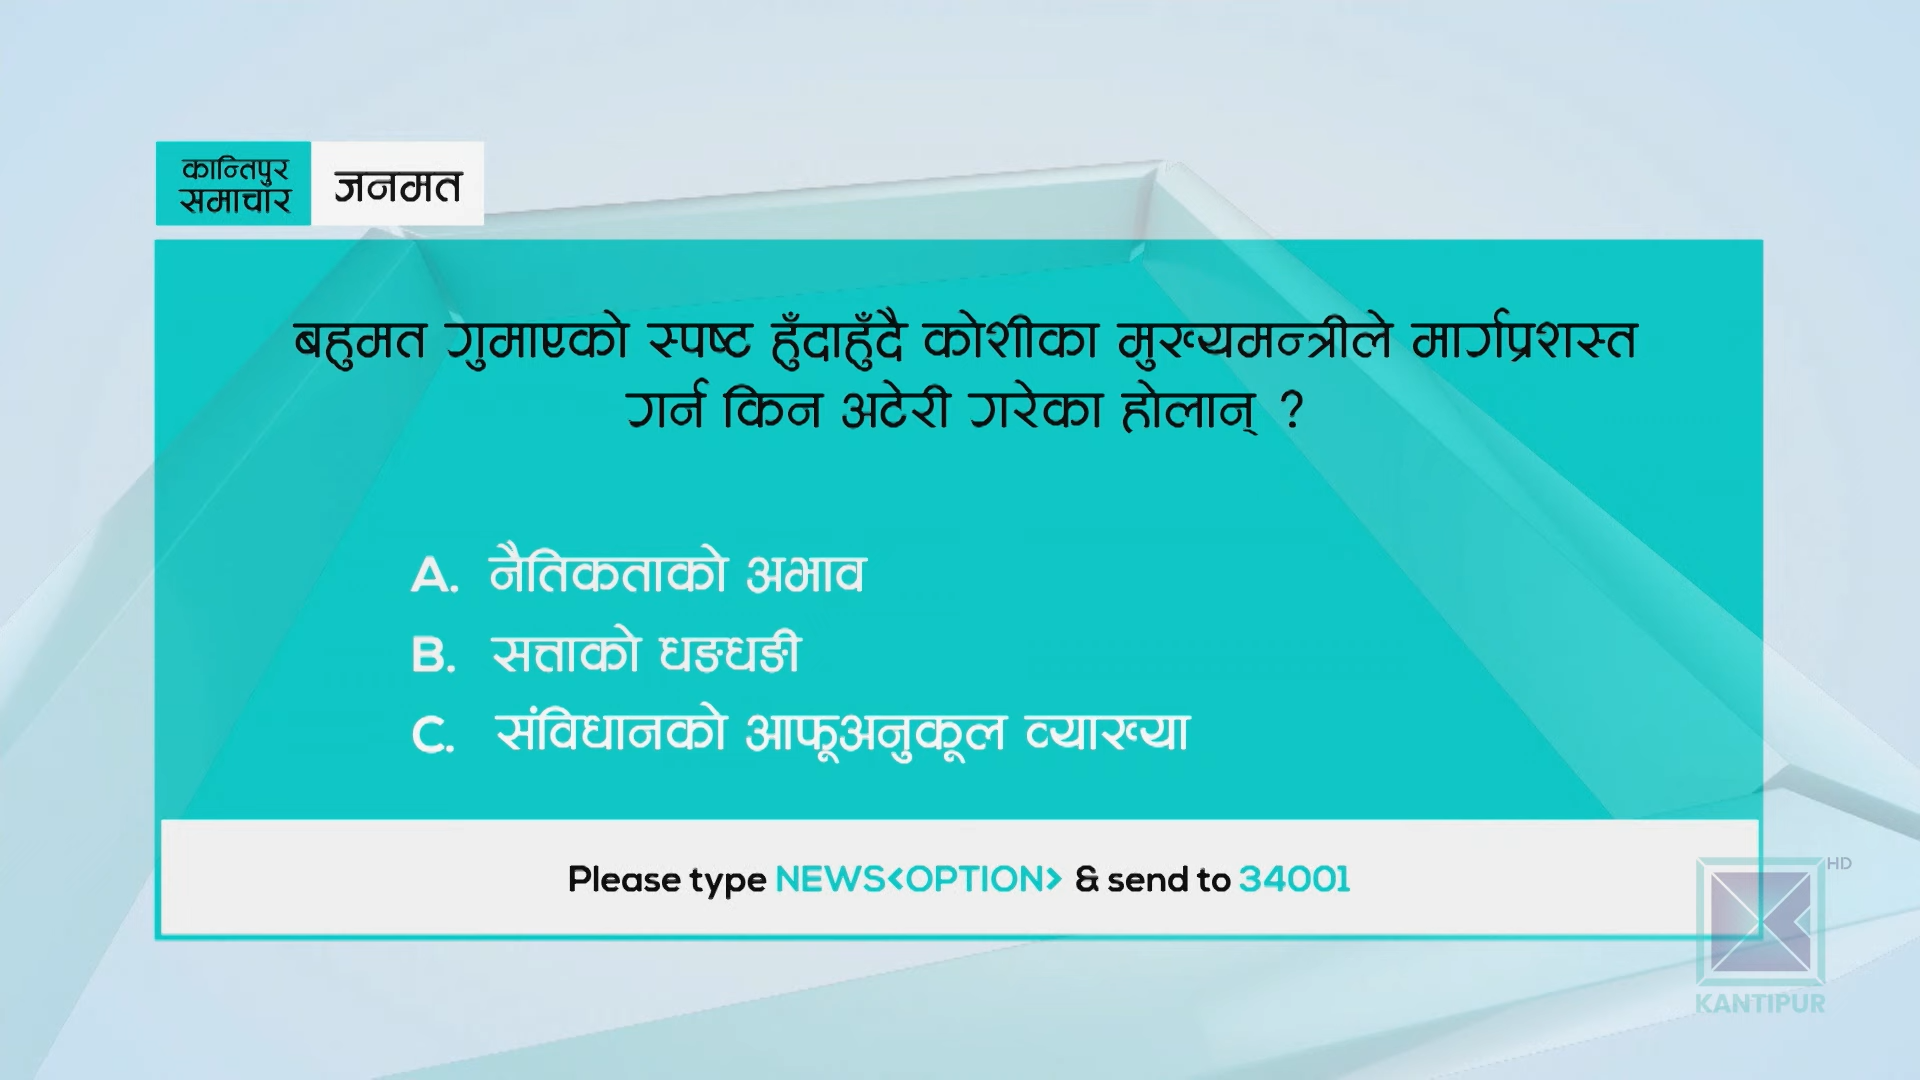 कान्तिपुर
समाचार
जनमत
बहुमत गुमाएको स्पष्ट हुँदाहुँदै कोशीका मुख्यमन्त्रीले मार्गप्रशस्त
गर्न किन अटेरी गरेका होलान् ?
A. नैतिकताको अभाव
B. सत्ताको धङधङी
C. संविधानको आफूअनुकूल व्याख्या
Please type NEWS<OPTION> & send to 34001
HD
KANTIPUR